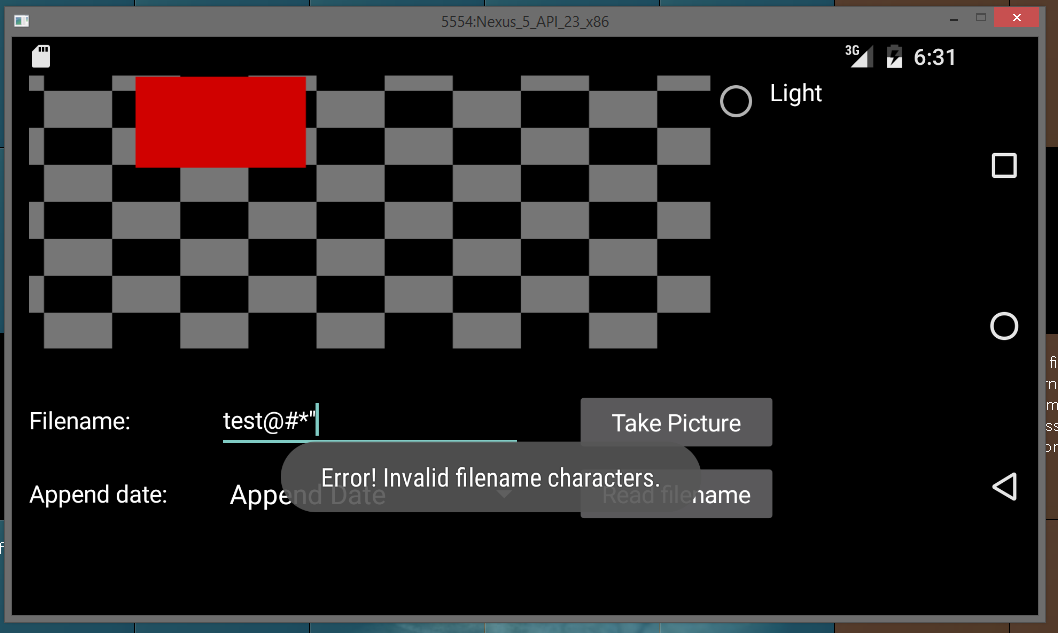 5554:Nexus_5_API_23_x86
3G 6:31
Light
Filename: test@#*" Take Picture
Error! Invalid filename characters.
Append date: Append Date Read filename